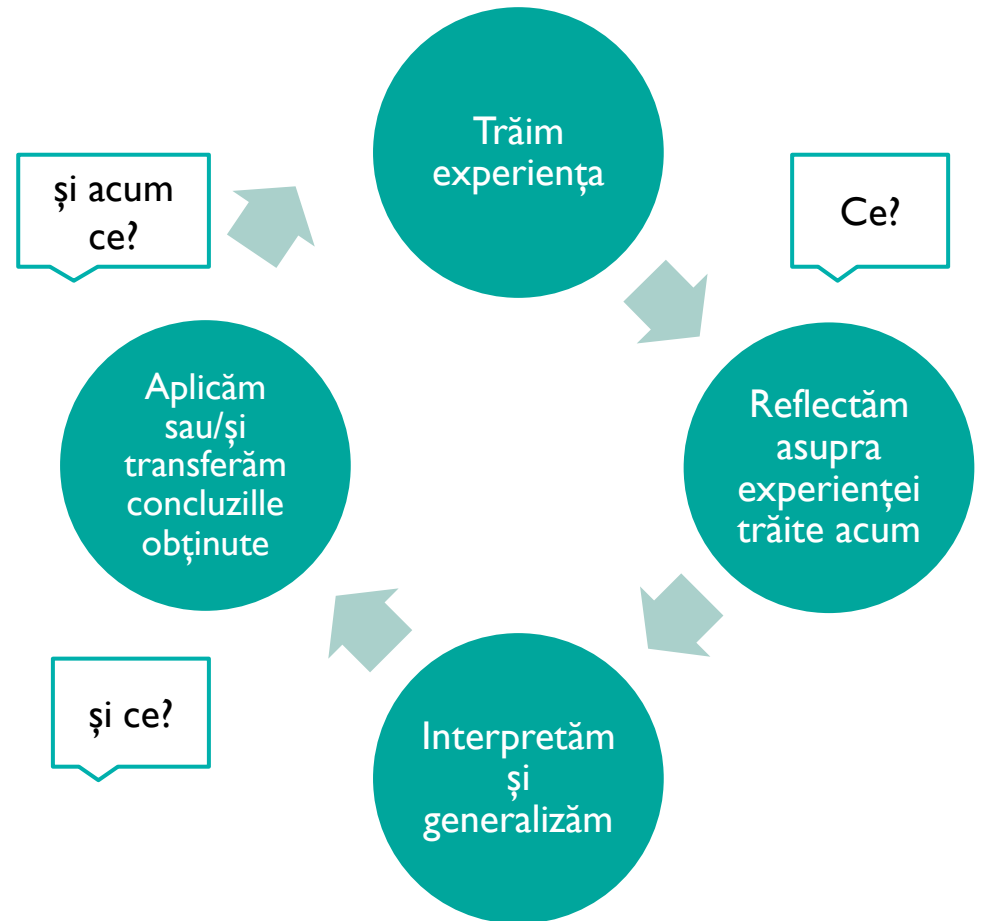 Trăim
experiența
și acum
ce?
Ce?
Aplicăm
sau/și
transferăm
concluzille
obținute
Reflectăm
asupra
experienței
trăite acum
și ce?
Interpretăm
și
generalizăm